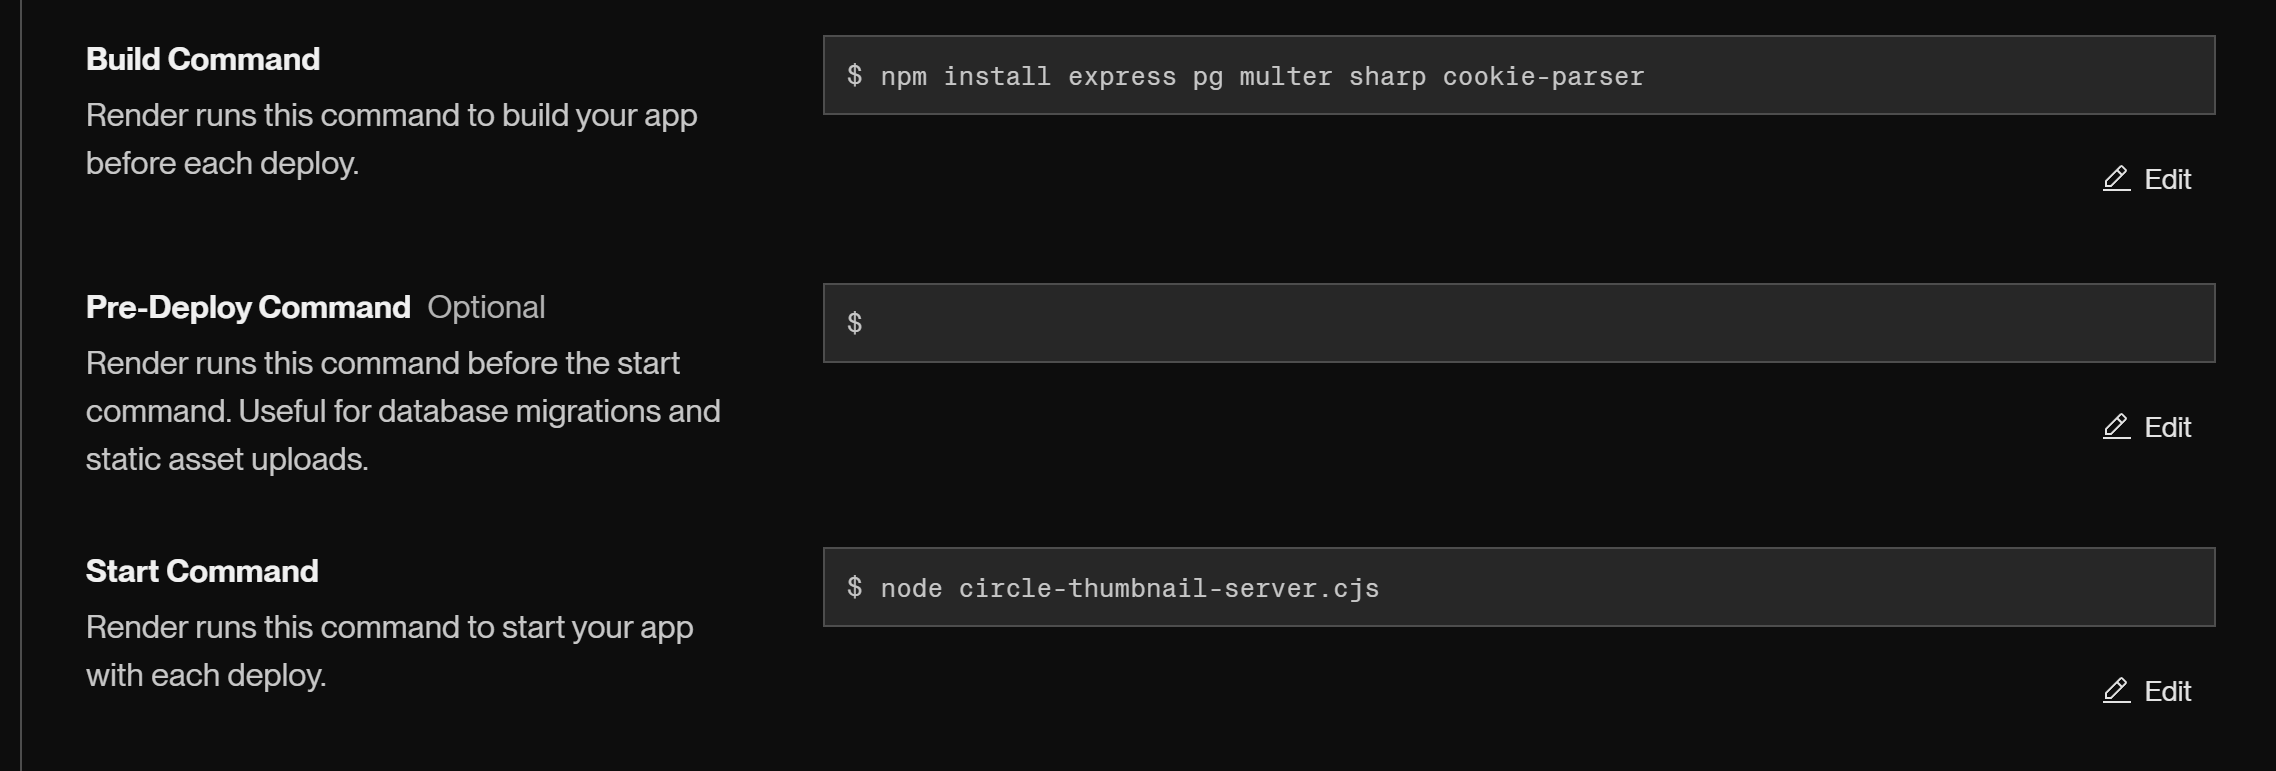 Build Command
Render runs this command to build your app
before each deploy.
$ npm install express pg multer sharp cookie-parser
Edit
Pre-Deploy Command Optional
Render runs this command before the start
command. Useful for database migrations and
static asset uploads.
$
Edit
Start Command
Render runs this command to start your app
with each deploy.
$ node circle-thumbnail-server.cjs
Edit